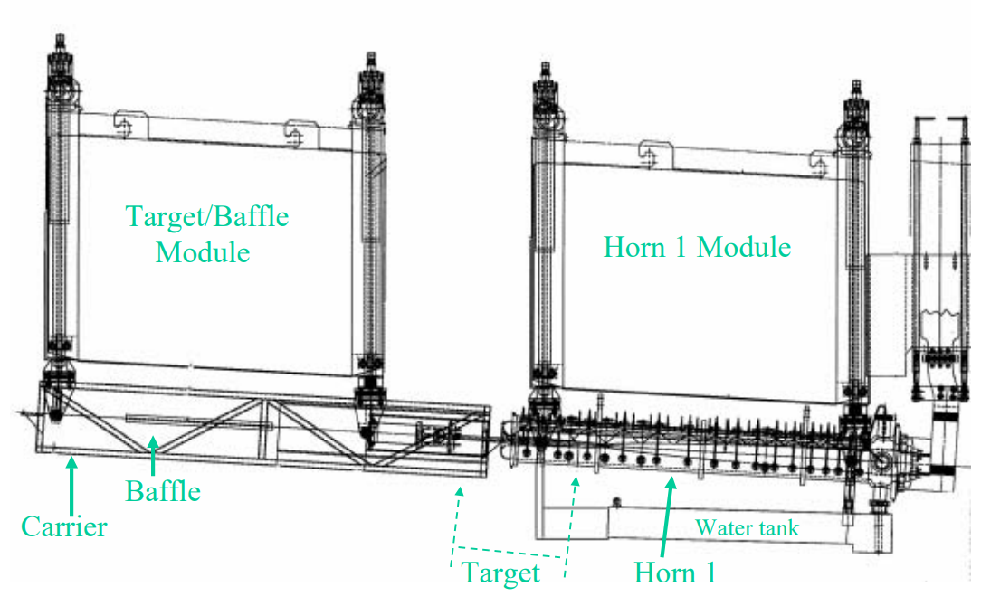 Target/Baffle
Module
Horn 1 Module
Baffle
Carrier
Water tank
Target
Horn 1